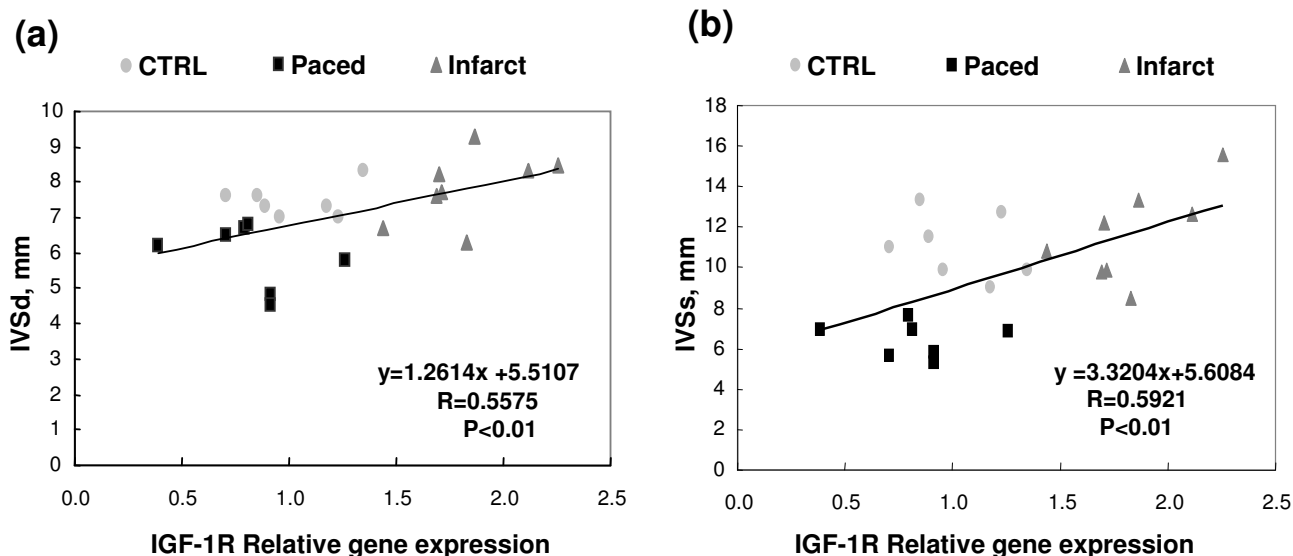 (a)
CTRL Paced Infarct
10
9
8
7
6
5
4
3
2
1
0
IVSd, mm
y=1.2614x +5.5107
R=0.5575
P<0.01
0.0 0.5 1.0 1.5 2.0 2.5
IGF-1R Relative gene expression
(b)
CTRL Paced Infarct
18
16
14
12
10
8
6
4
2
0
IVSs, mm
y =3.3204x+5.6084
R=0.5921
P<0.01
0.0 0.5 1.0 1.5 2.0 2.5
IGF-1R Relative gene expression